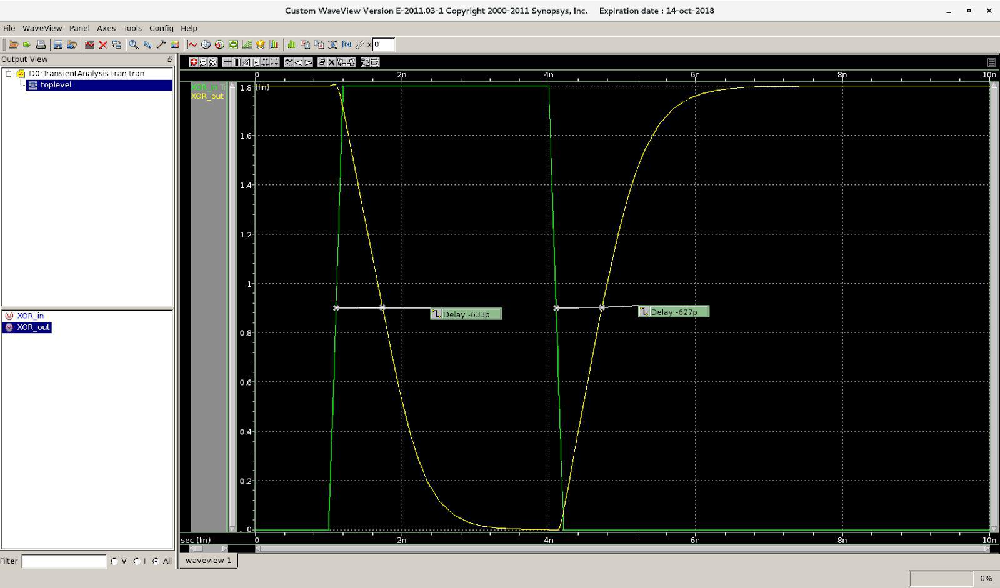 Custom WaveView Version E-2011.03-1 Copyright 2000-2011 Synopsys, Inc. Expiration date : 14-oct-2018
File WaveView Panel Axes Tools Config Help
f(x) x 0
Output View
D0:TransientAnalysis.tran.tran
toplevel
XOR_in
XOR_out
Filter V I All
0 2n 4n 6n 8n 10n
XOR_in
XOR_out
(lin)
1.8
1.6
1.4
1.2
1
0.8
0.6
0.4
0.2
0
Delay:-633p
Delay:-627p
sec (lin) 0 2n 4n 6n 8n 10n
waveview 1
0%